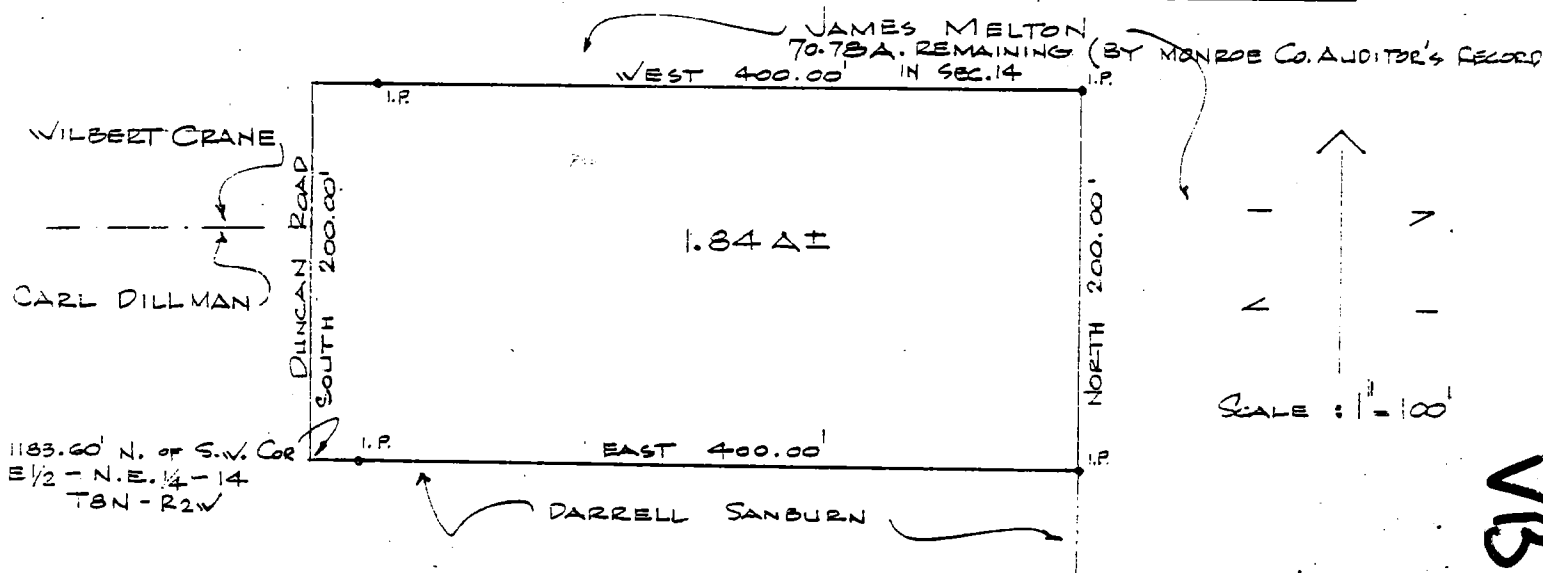 JAMES MELTON
70.78 A. REMAINING (BY MONROE CO. AUDITOR'S RECORD
WEST 400.00' IN SEC. 14
I.P.
I.P.
WILBERT CRANE
DUNCAN ROAD
SOUTH 200.00'
1.84 A ±
NORTH 200.00'
CARL DILLMAN
SCALE : 1" = 100'
1183.60' N. OF S.W. COR
E 1/2 - N.E. 1/4 - 14
T8N - R2W
I.P.
EAST 400.00'
I.P.
DARRELL SANBURN